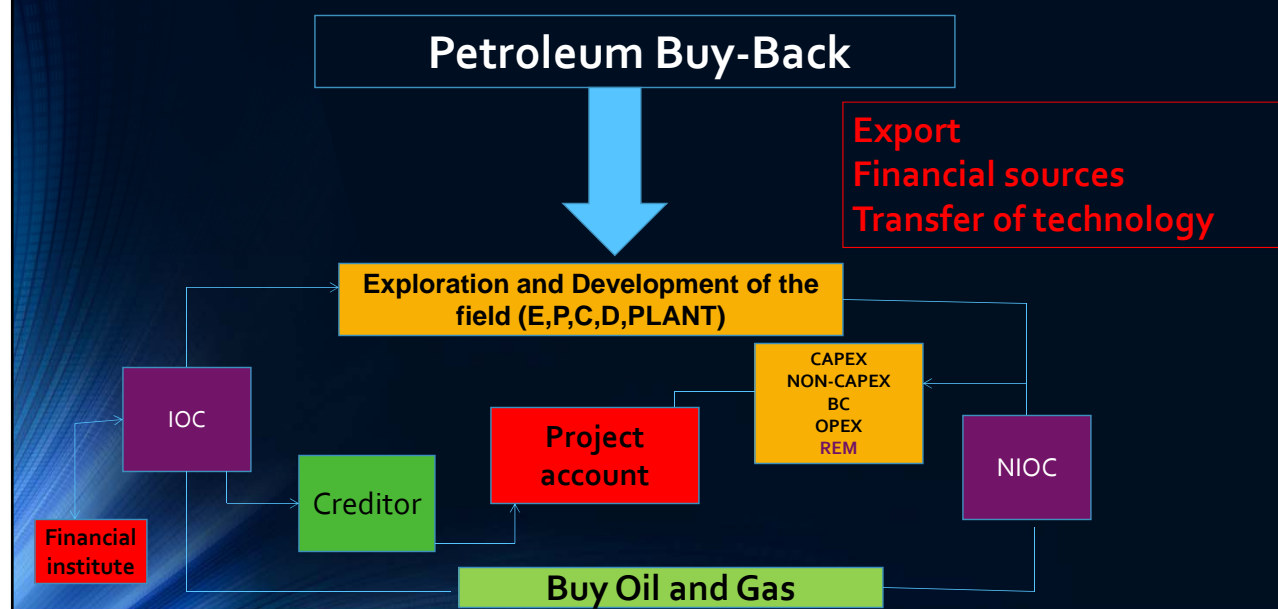 Petroleum Buy-Back
Export
Financial sources
Transfer of technology
Exploration and Development of the
field (E,P,C,D,PLANT)
CAPEX
NON-CAPEX
BC
OPEX
REM
IOC
Project
account
NIOC
Creditor
Financial
institute
Buy Oil and Gas